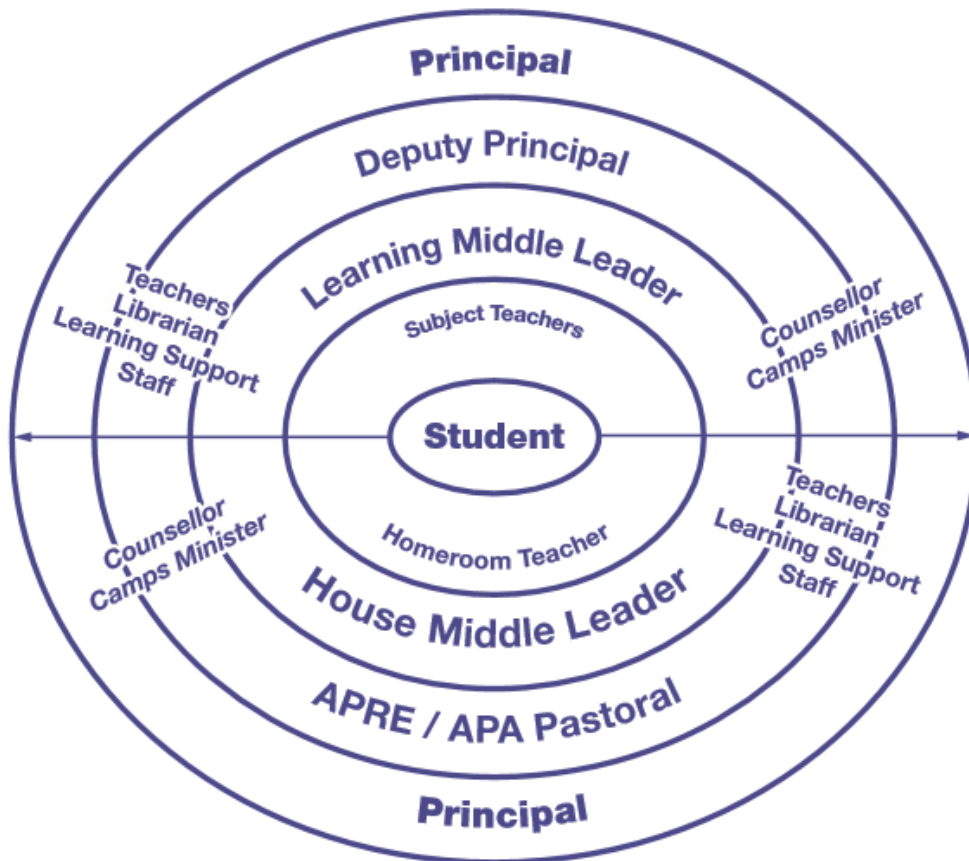 Principal
Deputy Principal
Learning Middle Leader
Teachers
Librarian
Learning Support
Staff
Counsellor
Camps Minister
Subject Teachers
Student
Homeroom Teacher
Counsellor
Camps Minister
Teachers
Librarian
Learning Support
Staff
House Middle Leader
APRE / APA Pastoral
Principal